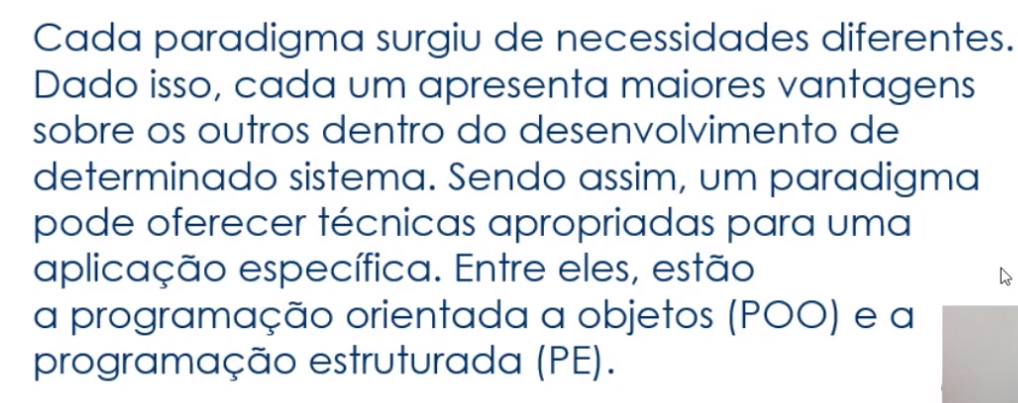 Cada paradigma surgiu de necessidades diferentes.
Dado isso, cada um apresenta maiores vantagens
sobre os outros dentro do desenvolvimento de
determinado sistema. Sendo assim, um paradigma
pode oferecer técnicas apropriadas para uma
aplicação específica. Entre eles, estão
a programação orientada a objetos (POO) e a
programação estruturada (PE).